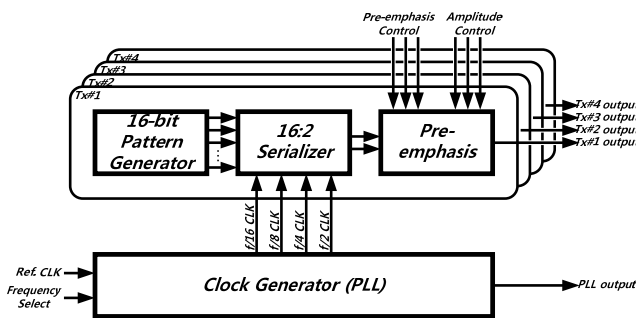 Pre-emphasis
Control
Amplitude
Control
Tx#4
Tx#3
Tx#2
Tx#1
16-bit
Pattern
Generator
16:2
Serializer
Pre-
emphasis
Tx#4 output
Tx#3 output
Tx#2 output
Tx#1 output
f/16 CLK
f/8 CLK
f/4 CLK
f/2 CLK
Ref. CLK
Frequency
Select
Clock Generator (PLL)
PLL output